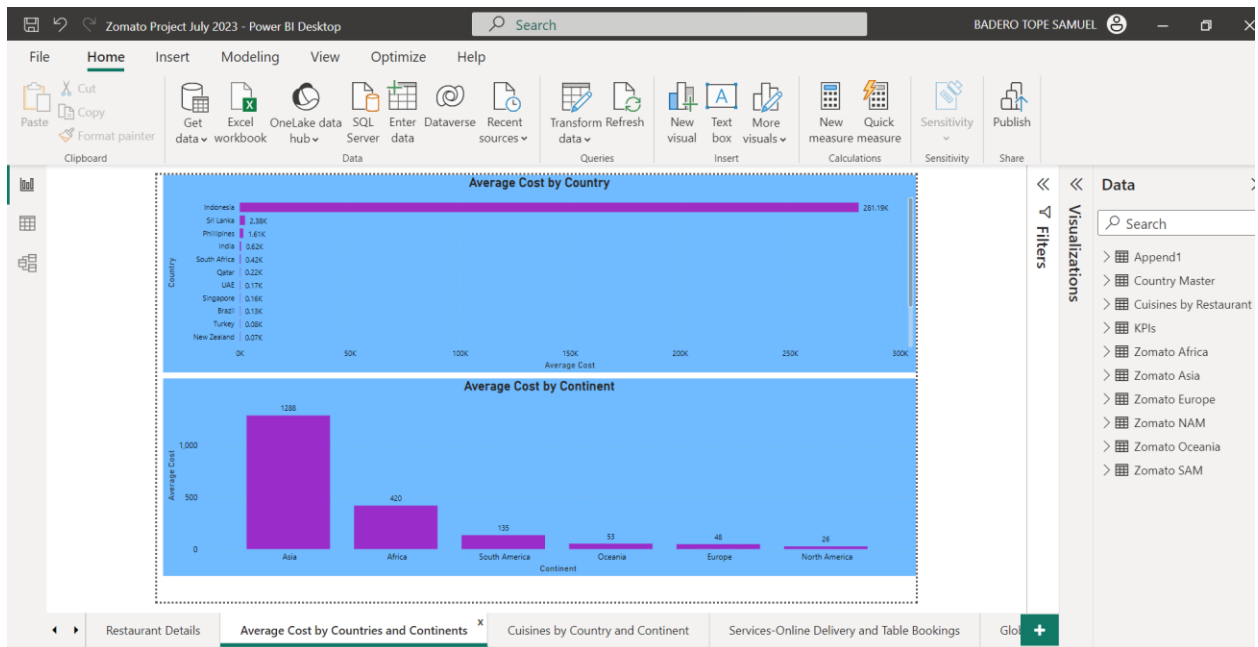 Zomato Project July 2023 - Power BI Desktop
Search
BADERO TOPE SAMUEL
File Home Insert Modeling View Optimize Help
Paste
Cut
Copy
Format painter
Clipboard
Get data
Excel workbook
OneLake data hub
SQL Server
Enter data
Dataverse
Recent sources
Data
Transform data
Refresh
Queries
New visual
Text box
More visuals
Insert
New measure
Quick measure
Calculations
Sensitivity
Sensitivity
Publish
Share
Average Cost by Country
Country
Indonesia 281.19K
Sri Lanka 2.38K
Phillipines 1.61K
India 0.62K
South Africa 0.42K
Qatar 0.22K
UAE 0.17K
Singapore 0.16K
Brazil 0.13K
Turkey 0.08K
New Zealand 0.07K
0K 50K 100K 150K 200K 250K 300K
Average Cost
Average Cost by Continent
Average Cost
1,000
500
0
1288
420
135
53
48
26
Asia Africa South America Oceania Europe North America
Continent
Filters
Visualizations
Data
Search
Append1
Country Master
Cuisines by Restaurant
KPIs
Zomato Africa
Zomato Asia
Zomato Europe
Zomato NAM
Zomato Oceania
Zomato SAM
Restaurant Details
Average Cost by Countries and Continents x
Cuisines by Country and Continent
Services-Online Delivery and Table Bookings